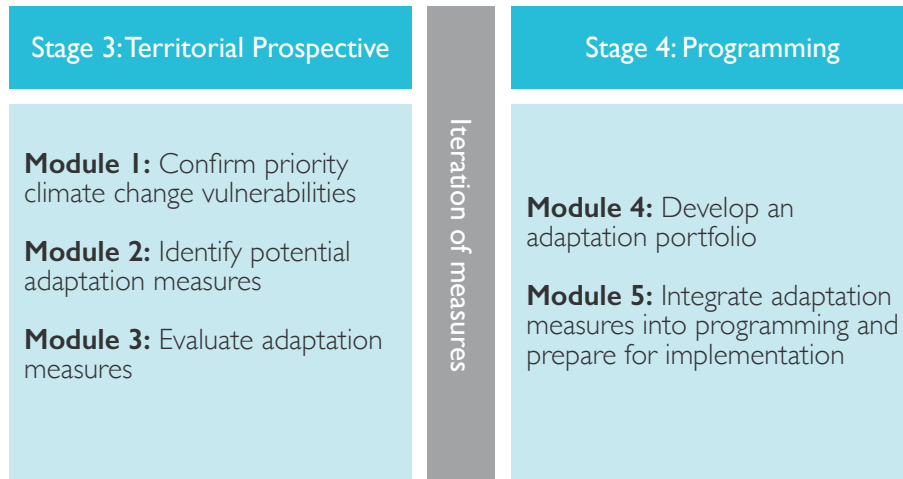 Stage 3: Territorial Prospective
Module 1: Confirm priority
climate change vulnerabilities
Module 2: Identify potential
adaptation measures
Module 3: Evaluate adaptation
measures
Iteration of measures
Stage 4: Programming
Module 4: Develop an
adaptation portfolio
Module 5: Integrate adaptation
measures into programming and
prepare for implementation